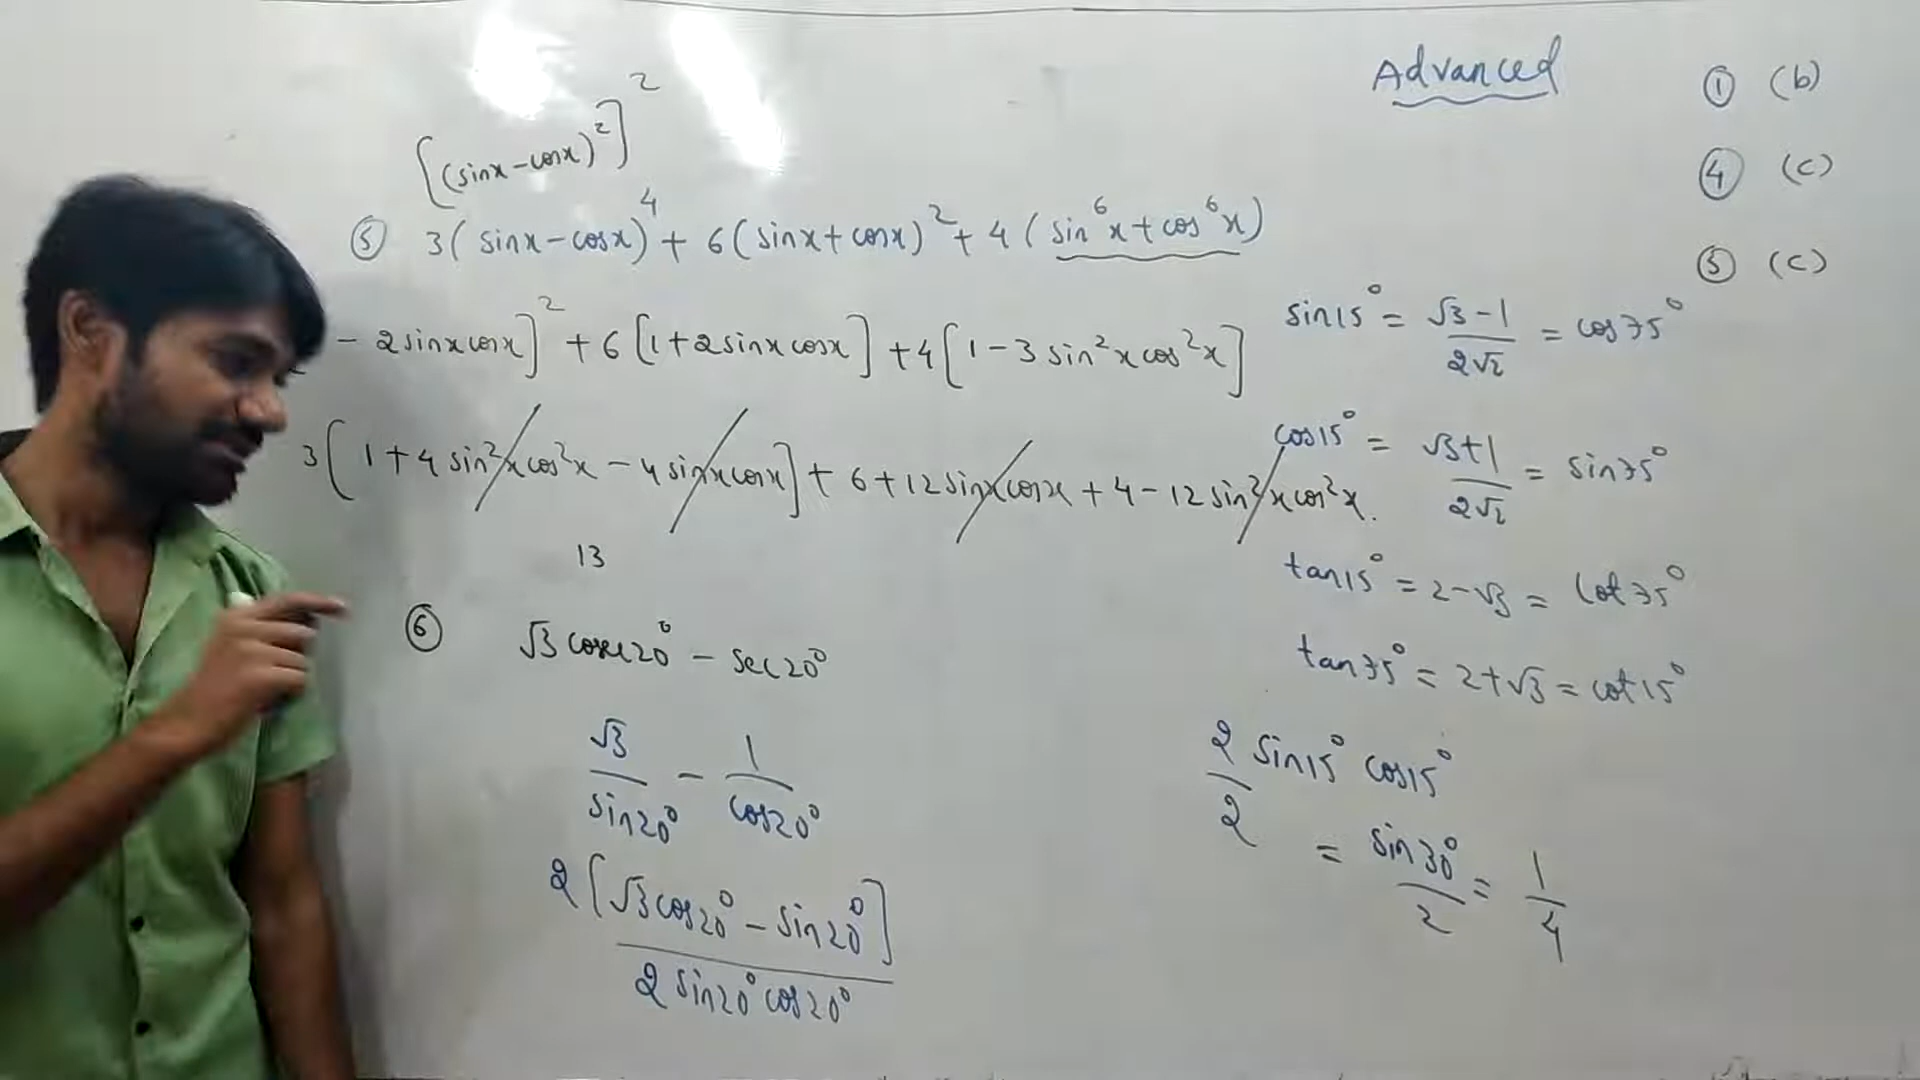 Advanced
① (b)
④ (c)
⑤ (c)
[(sinx-cosx)²]²
⑤ 3(sinx-cosx)⁴ + 6(sinx+cosx)² + 4(sin⁶x+cos⁶x)
- 2sinxcosx]² + 6[1+2sinxcosx] + 4[1-3sin²xcos²x]
3[1+4sin²xcos²x - 4sinxcosx] + 6+12sinxcosx + 4-12sin²xcos²x.
13
⑥ √3 cosec20° - sec20°
√3/sin20° - 1/cos20°
2[√3cos20° - sin20°]/2sin20°cos20°
sin15° = √3-1/2√2 = cos75°
cos15° = √3+1/2√2 = sin75°
tan15° = 2-√3 = cot75°
tan75° = 2+√3 = cot15°
2/2 sin15° cos15°
= sin30°/2 = 1/4